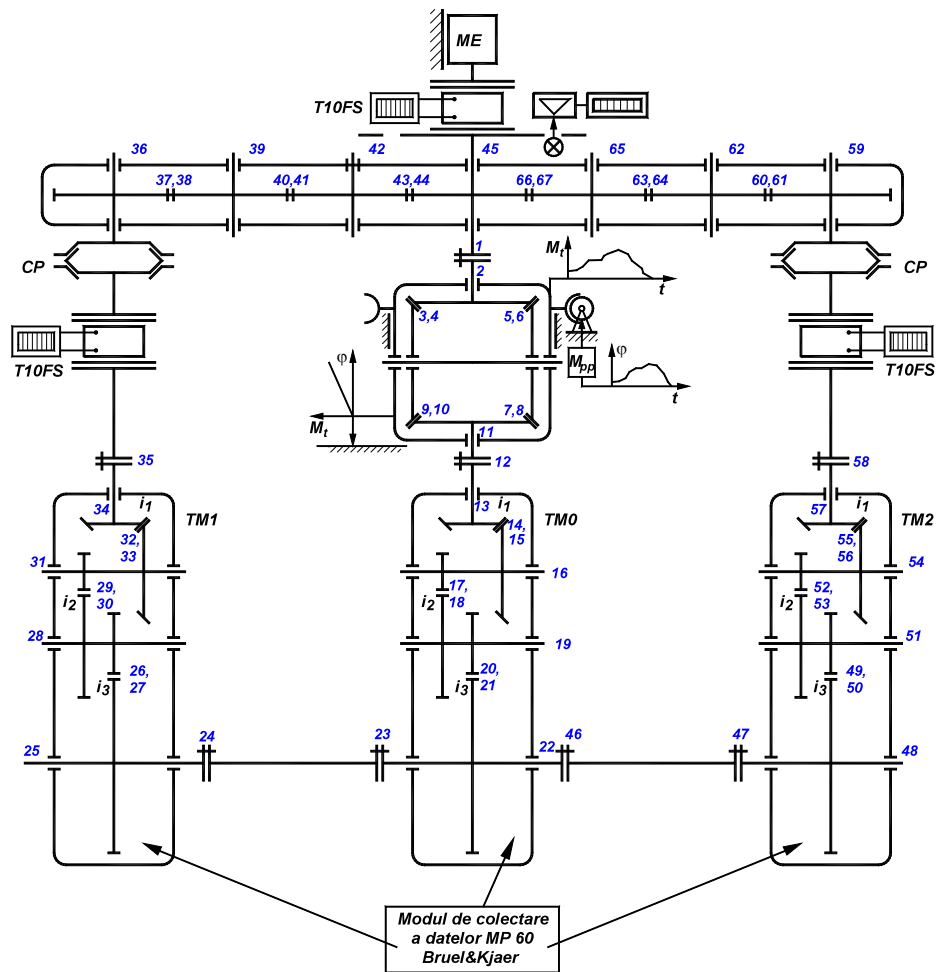 ME
T10FS
36 39 42 45 65 62 59
37,38 40,41 43,44 66,67 63,64 60,61
1
CP
2
Mt
t
CP
3,4 5,6
T10FS
φ
Mpp
φ
t
T10FS
9,10 7,8
Mt
11
35
12
58
34 i1
TM1
13 i1
TM0
57 i1
TM2
32,
33
14,
15
55,
56
31
16
54
29,
30
i2
17,
18
i2
52,
53
i2
28
19
51
26,
27
i3
20,
21
i3
49,
50
i3
25
24
23
22
46
47
48
Modul de colectare
a datelor MP 60
Bruel&Kjaer